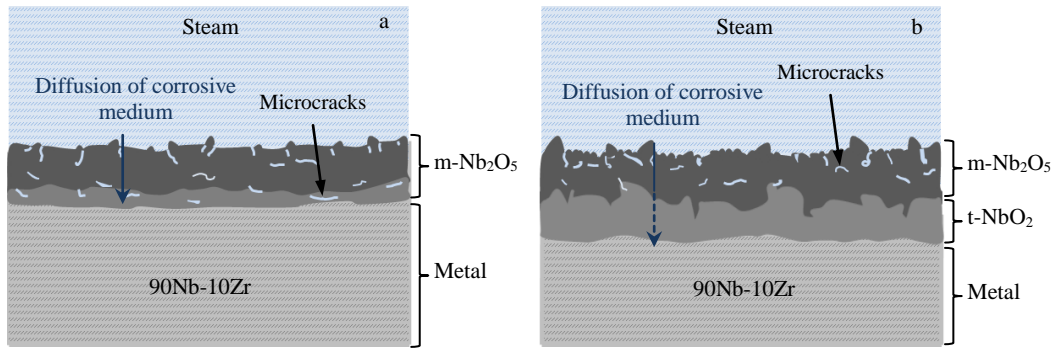 a
Steam
Diffusion of corrosive
medium
Microcracks
m-Nb₂O₅
Metal
90Nb-10Zr
b
Steam
Microcracks
Diffusion of corrosive
medium
m-Nb₂O₅
t-NbO₂
90Nb-10Zr
Metal